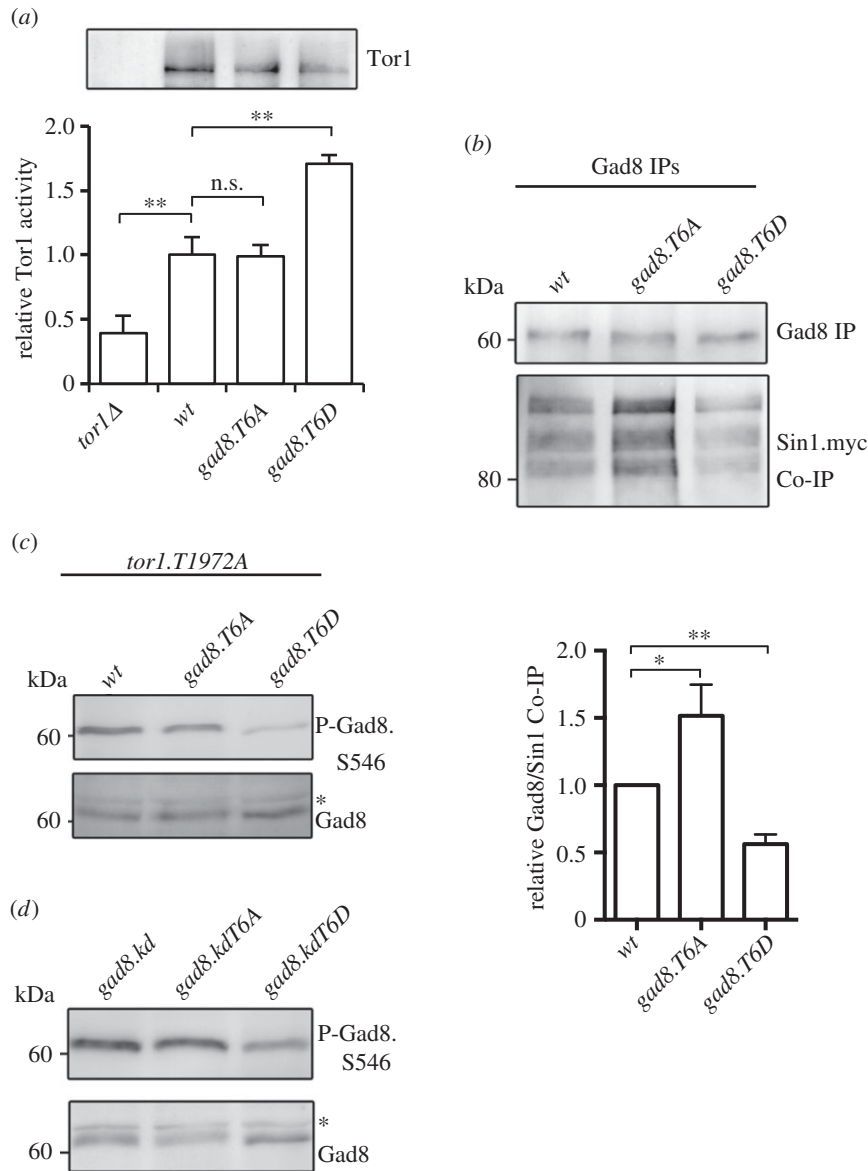 (a)
Tor1
relative Tor1 activity
2.0
1.5
1.0
0.5
0
**
n.s.
**
tor1Δ
wt
gad8.T6A
gad8.T6D
(b)
Gad8 IPs
kDa
wt
gad8.T6A
gad8.T6D
60
Gad8 IP
80
Sin1.myc
Co-IP
relative Gad8/Sin1 Co-IP
2.0
1.5
1.0
0.5
0
**
*
wt
gad8.T6A
gad8.T6D
(c)
tor1.T1972A
kDa
wt
gad8.T6A
gad8.T6D
60
P-Gad8.
S546
60
*
Gad8
(d)
kDa
gad8.kd
gad8.kdT6A
gad8.kdT6D
60
P-Gad8.
S546
60
*
Gad8